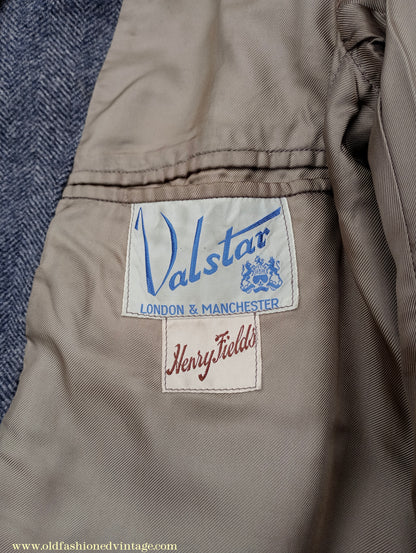 Valstar
LONDON & MANCHESTER
Henry Fields
www.oldfashionedvintage.com